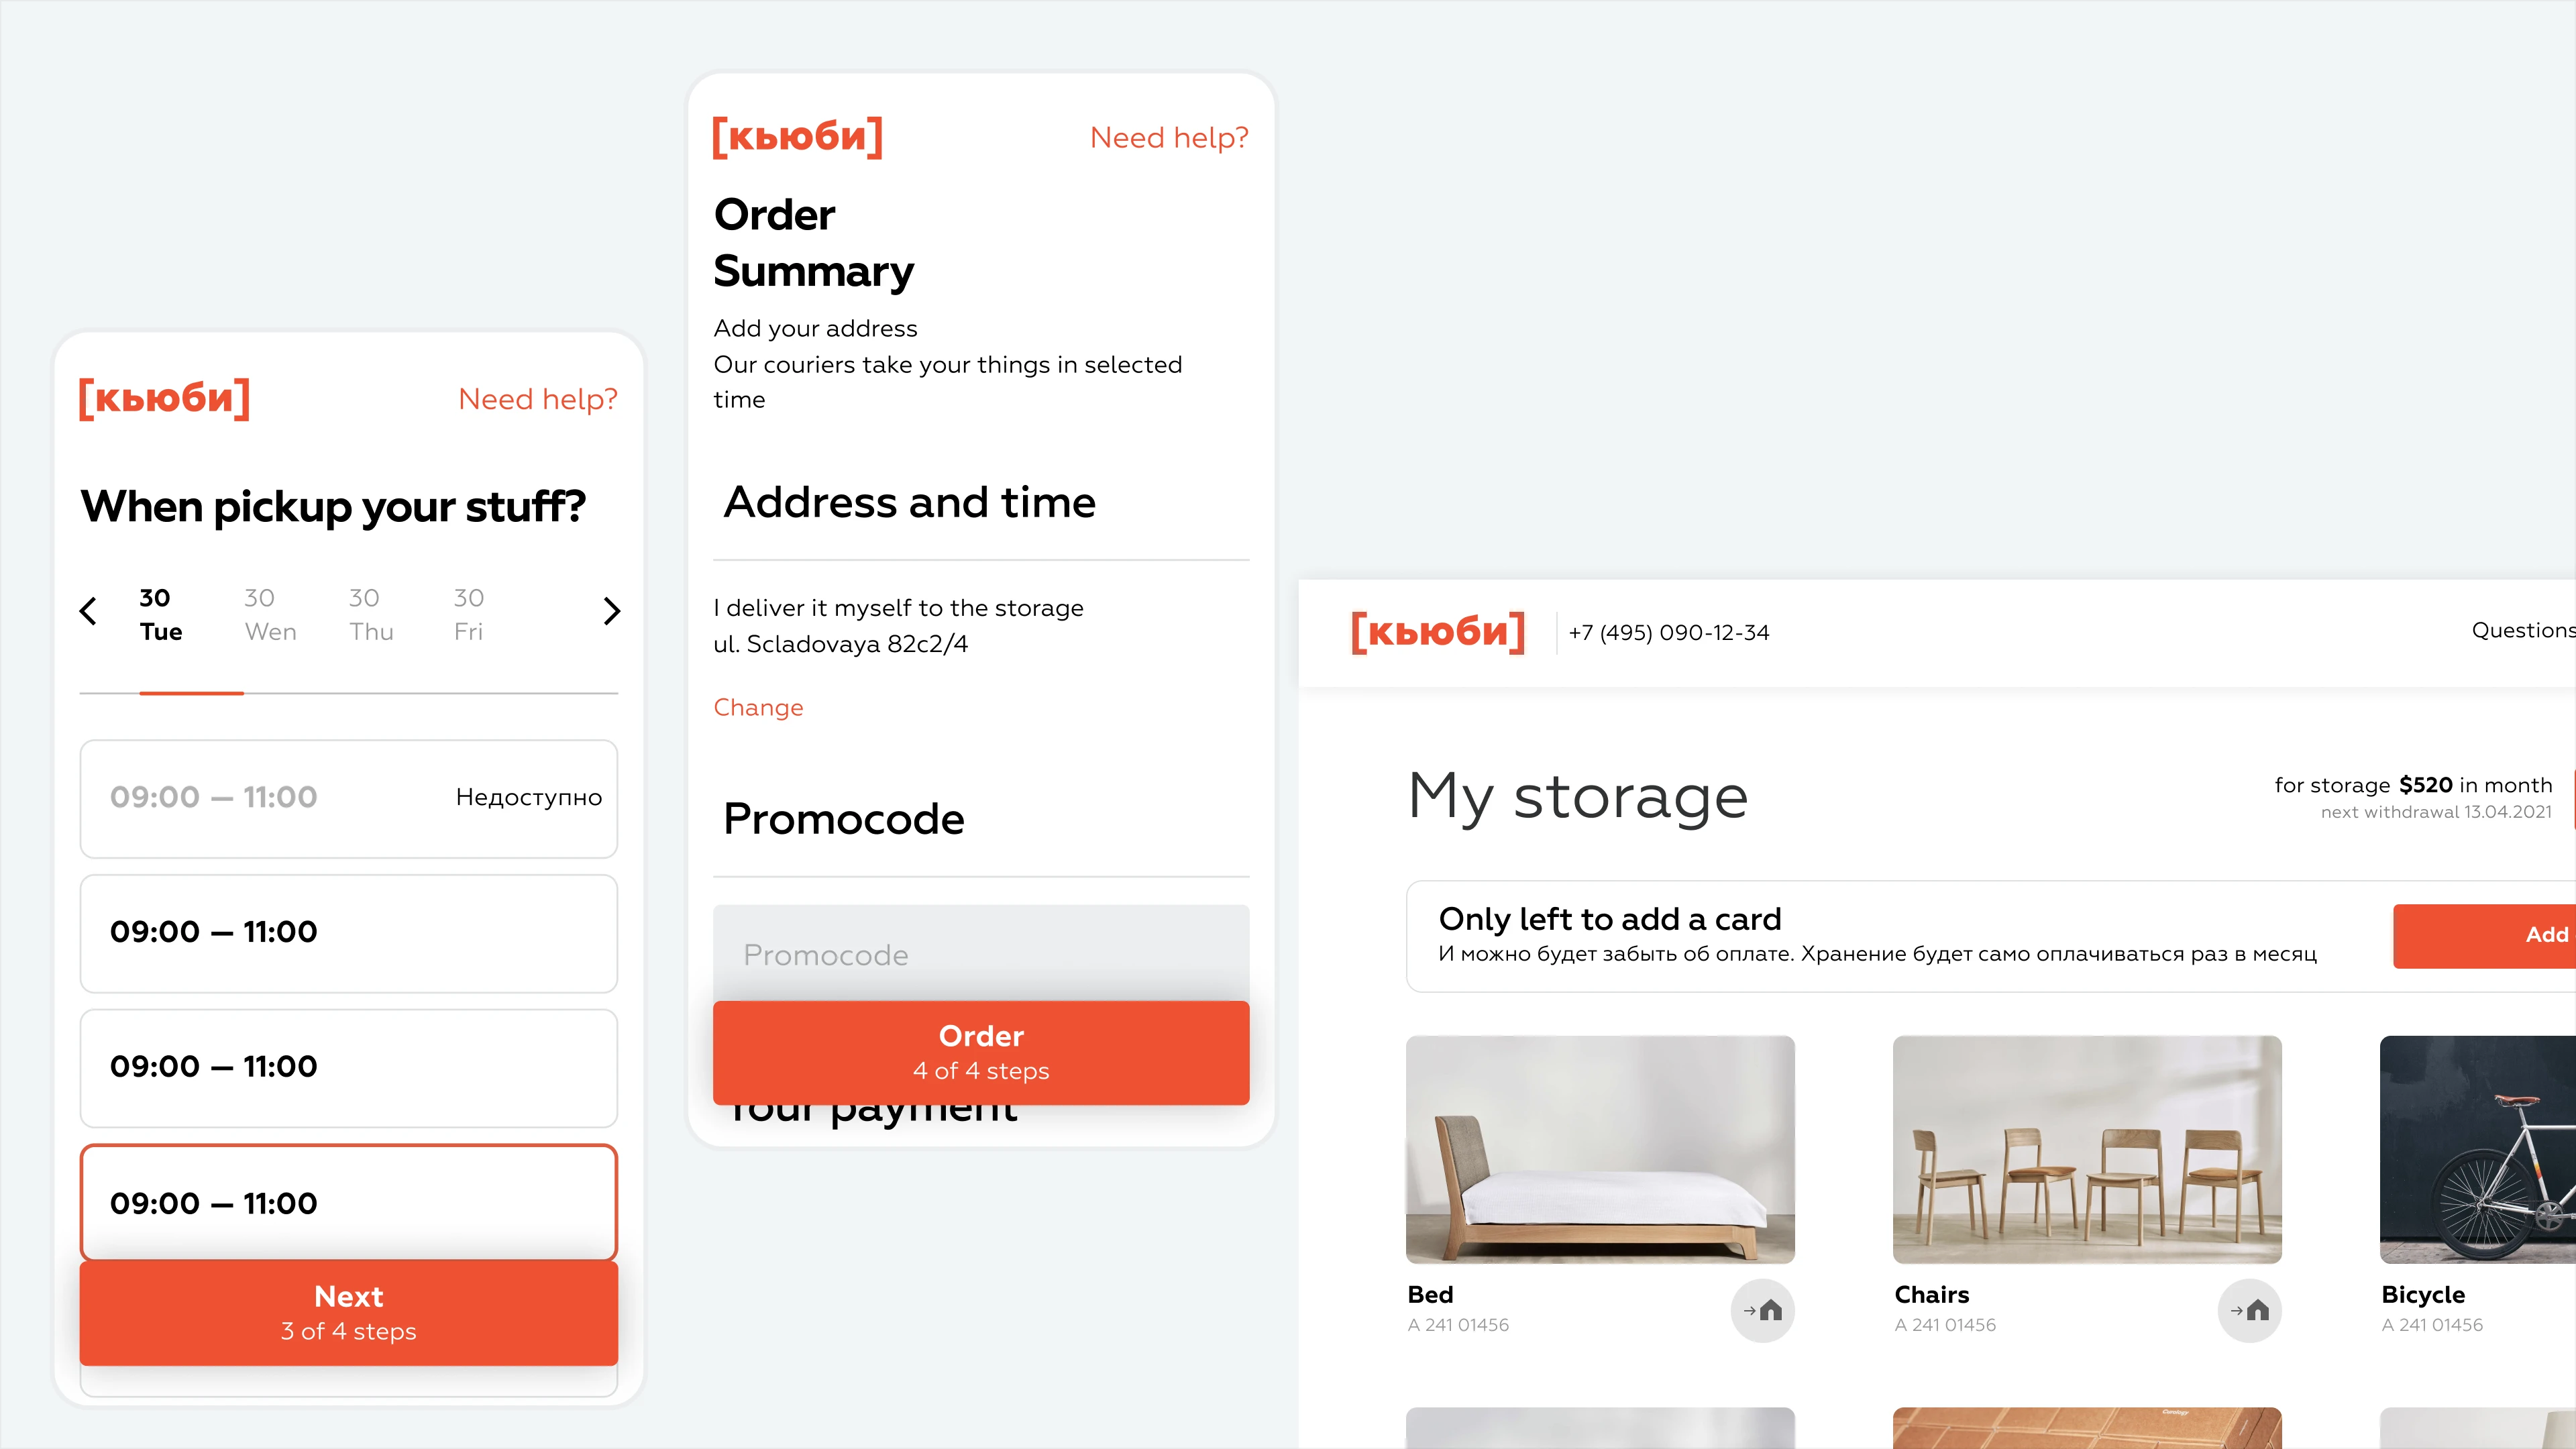 [кьюби]
Need help?
When pickup your stuff?
30
Tue
30
Wen
30
Thu
30
Fri
09:00 — 11:00
Недоступно
09:00 — 11:00
09:00 — 11:00
09:00 — 11:00
Next
3 of 4 steps
[кьюби]
Need help?
Order
Summary
Add your address
Our couriers take your things in selected
time
Address and time
I deliver it myself to the storage
ul. Scladovaya 82c2/4
Change
Promocode
Promocode
Order
4 of 4 steps
Your payment
[кьюби]
+7 (495) 090-12-34
Questions
My storage
for storage $520 in month
next withdrawal 13.04.2021
Only left to add a card
И можно будет забыть об оплате. Хранение будет само оплачиваться раз в месяц
Add
Bed
A 241 01456
Chairs
A 241 01456
Bicycle
A 241 01456